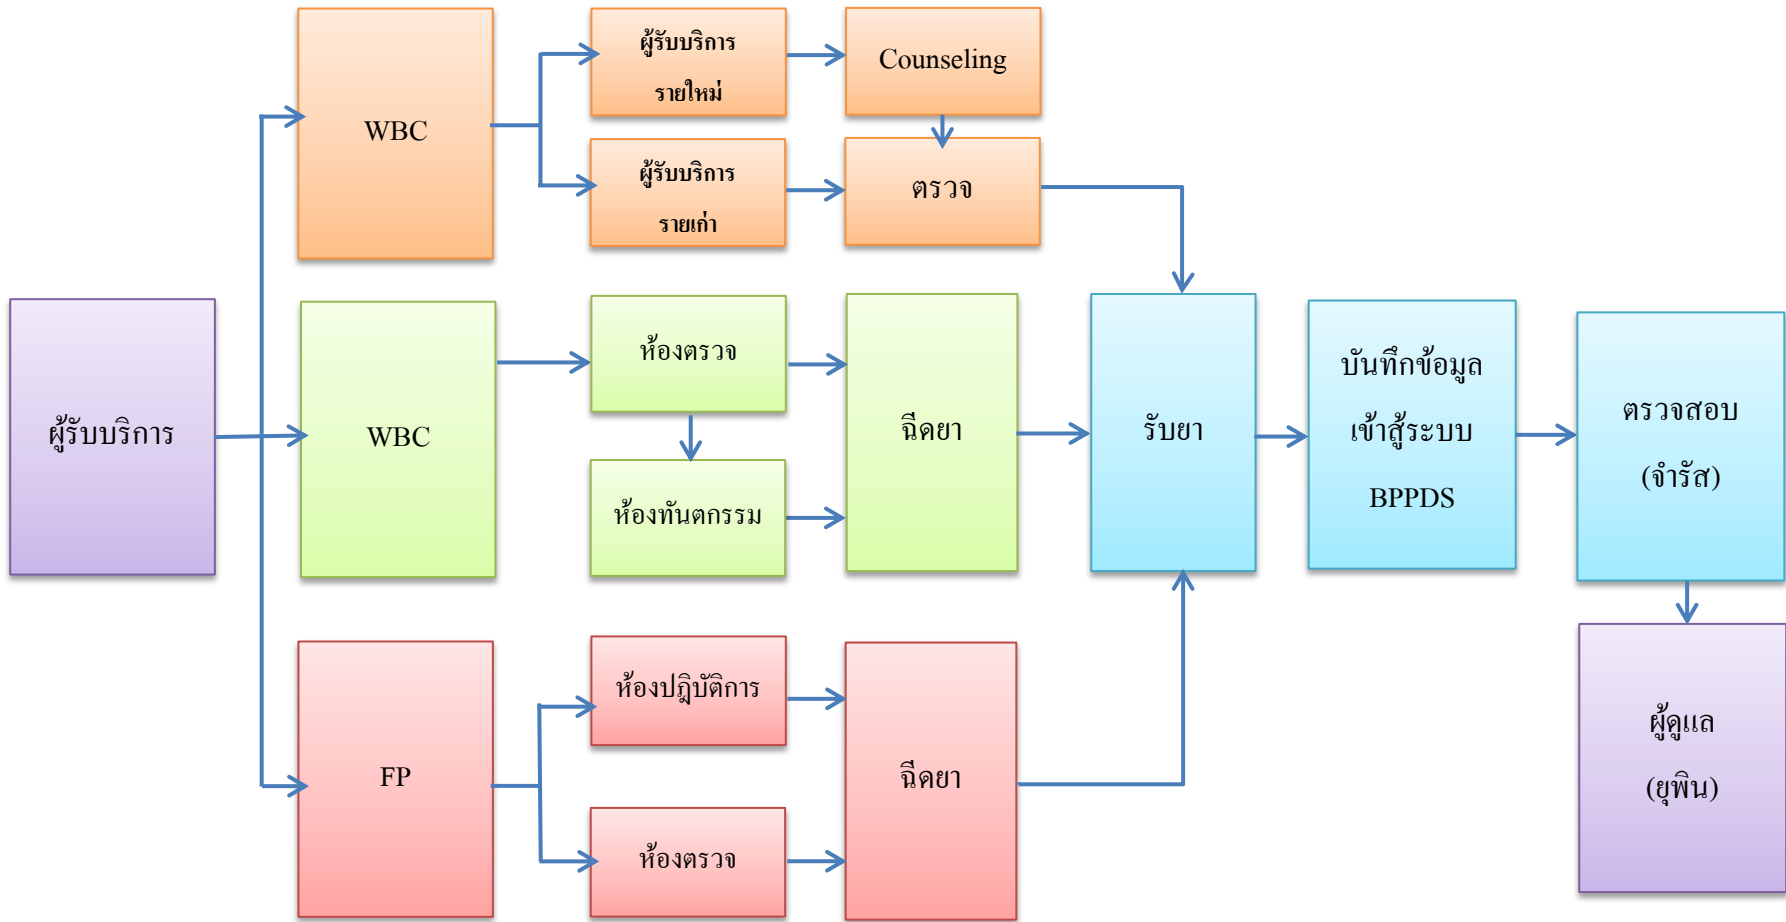 ผู้รับบริการ
WBC
ผู้รับบริการ
รายใหม่
Counseling
ผู้รับบริการ
รายเก่า
ตรวจ
WBC
ห้องตรวจ
ห้องทันตกรรม
ฉีดยา
FP
ห้องปฎิบัติการ
ห้องตรวจ
ฉีดยา
รับยา
บันทึกข้อมูล
เข้าสู้ระบบ
BPPDS
ตรวจสอบ
(จำรัส)
ผู้ดูแล
(ยุพิน)